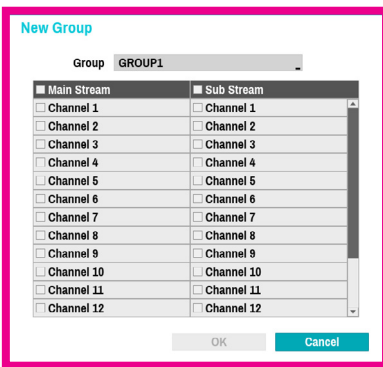 New Group
Group GROUP1
Main Stream Sub Stream
Channel 1 Channel 1
Channel 2 Channel 2
Channel 3 Channel 3
Channel 4 Channel 4
Channel 5 Channel 5
Channel 6 Channel 6
Channel 7 Channel 7
Channel 8 Channel 8
Channel 9 Channel 9
Channel 10 Channel 10
Channel 11 Channel 11
Channel 12 Channel 12
OK Cancel